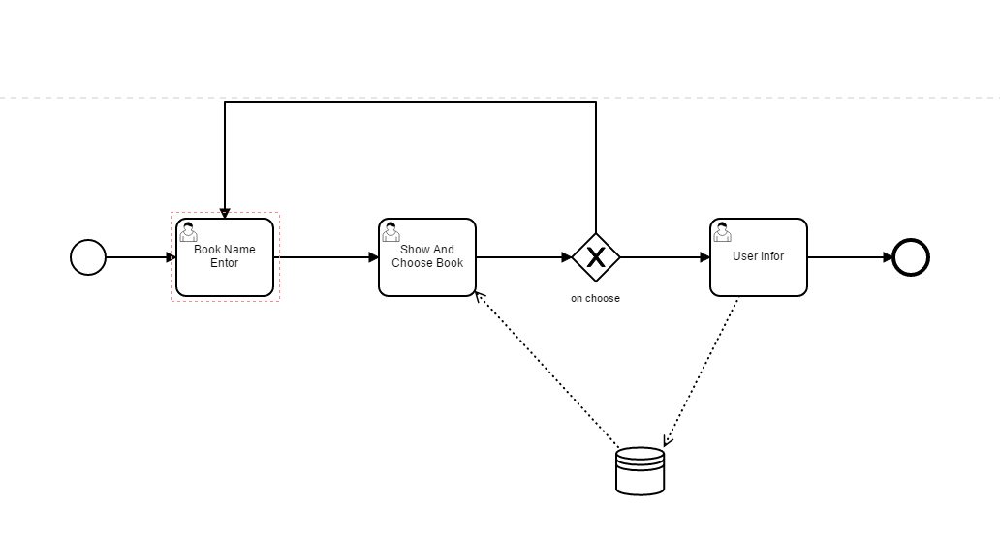 Book Name
Entor
Show And
Choose Book
on choose
User Infor